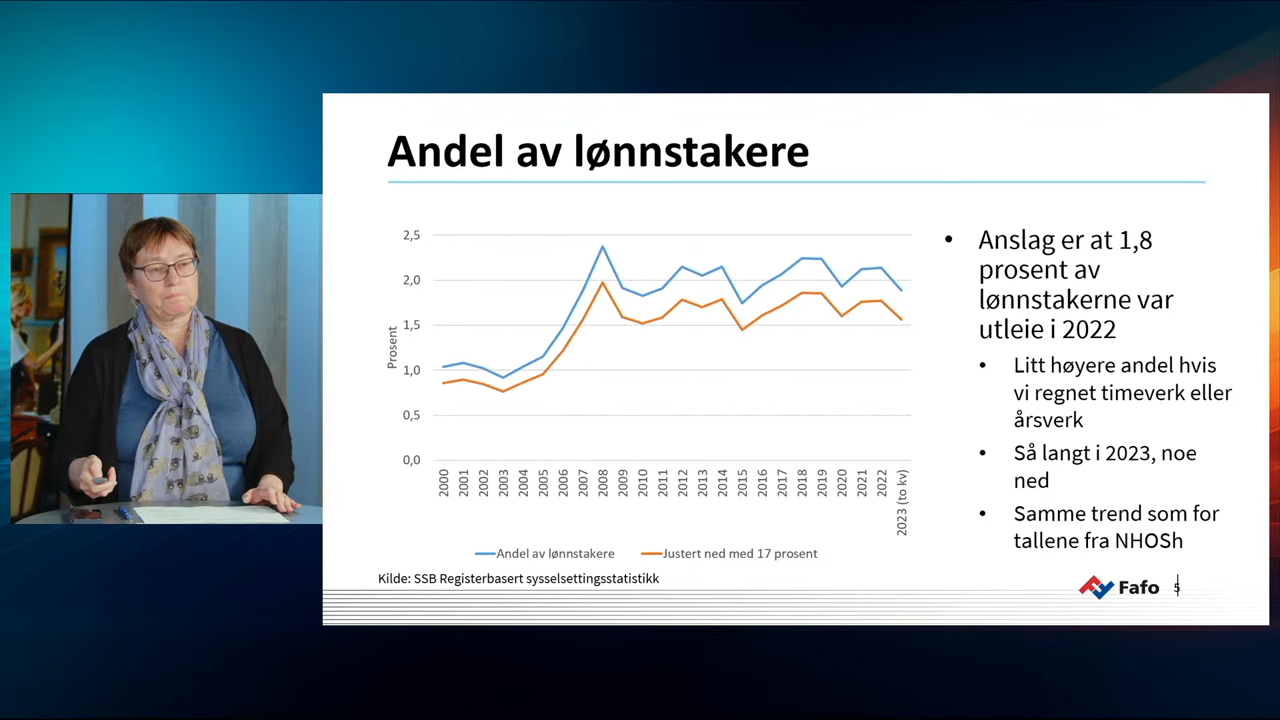 Andel av lønnstakere
Prosent
2,5
2,0
1,5
1,0
0,5
0,0
2000
2001
2002
2003
2004
2005
2006
2007
2008
2009
2010
2011
2012
2013
2014
2015
2016
2017
2018
2019
2020
2021
2022
2023 (to kv)
Andel av lønnstakere
Justert ned med 17 prosent
Kilde: SSB Registerbasert sysselsettingsstatistikk
• Anslag er at 1,8
prosent av
lønnstakerne var
utleie i 2022
• Litt høyere andel hvis
vi regnet timeverk eller
årsverk
• Så langt i 2023, noe
ned
• Samme trend som for
tallene fra NHOSh
Fafo
5